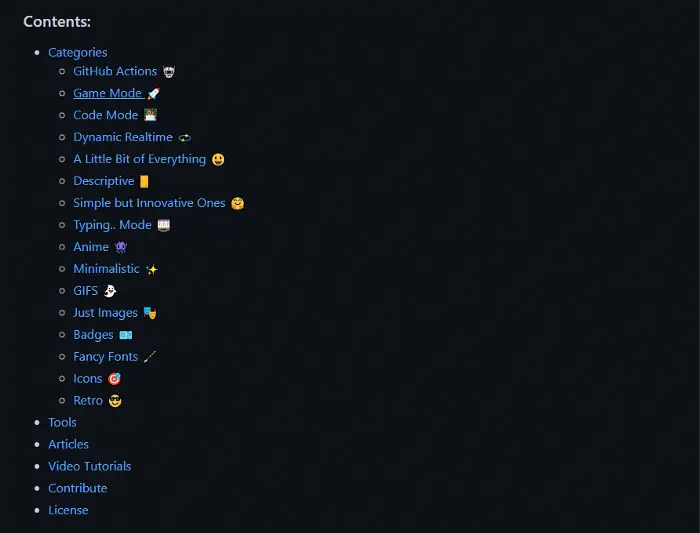 Contents:
Categories
GitHub Actions
Game Mode
Code Mode
Dynamic Realtime
A Little Bit of Everything
Descriptive
Simple but Innovative Ones
Typing.. Mode
Anime
Minimalistic
GIFS
Just Images
Badges
Fancy Fonts
Icons
Retro
Tools
Articles
Video Tutorials
Contribute
License